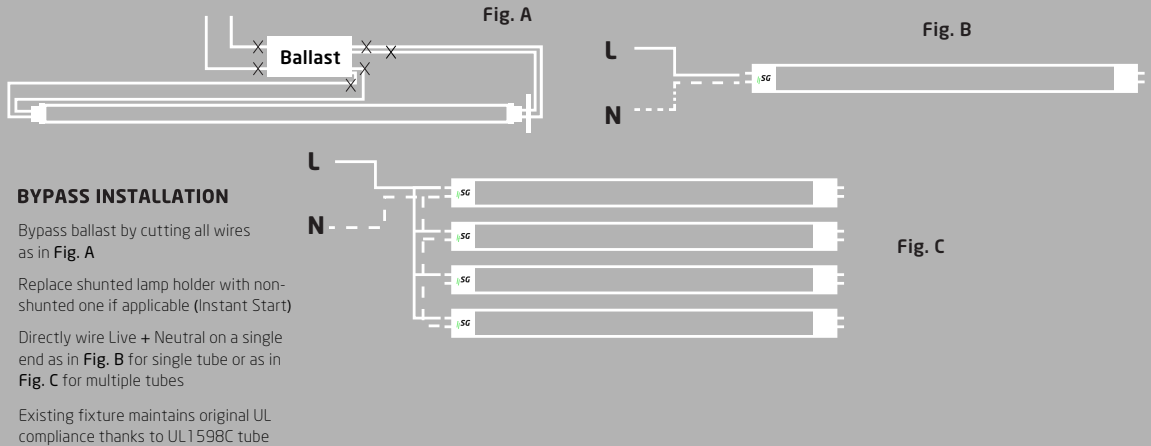 Fig. A
Ballast
Fig. B
L
SG
N
L
BYPASS INSTALLATION
SG
N
Bypass ballast by cutting all wires
as in Fig. A
SG
Fig. C
Replace shunted lamp holder with non-
shunted one if applicable (Instant Start)
SG
Directly wire Live + Neutral on a single
end as in Fig. B for single tube or as in
Fig. C for multiple tubes
SG
Existing fixture maintains original UL
compliance thanks to UL1598C tube